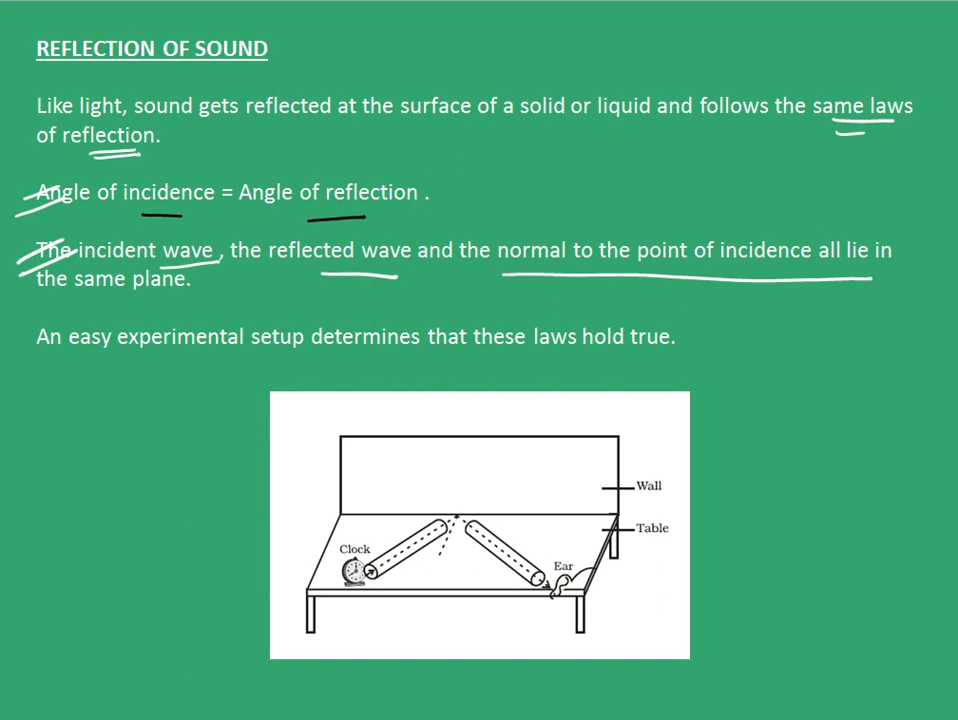 REFLECTION OF SOUND
Like light, sound gets reflected at the surface of a solid or liquid and follows the same laws
of reflection.
Angle of incidence = Angle of reflection .
The incident wave , the reflected wave and the normal to the point of incidence all lie in
the same plane.
An easy experimental setup determines that these laws hold true.
Wall
Table
Clock
Ear